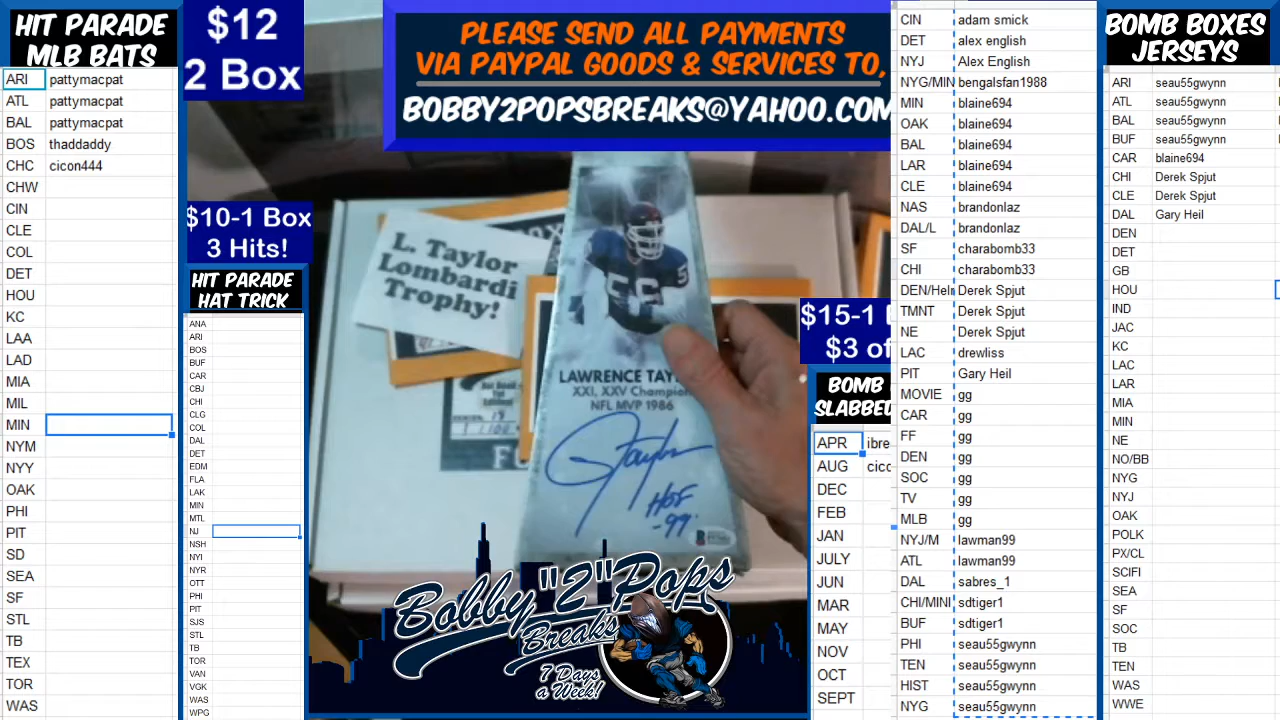 HIT PARADE
MLB BATS
ARI pattymacpat
ATL pattymacpat
BAL pattymacpat
BOS thaddaddy
CHC cicon444
CHW
CIN
CLE
COL
DET
HOU
KC
LAA
LAD
MIA
MIL
MIN
NYM
NYY
OAK
PHI
PIT
SD
SEA
SF
STL
TB
TEX
TOR
WAS
$12
2 Box
$10-1 Box
3 Hits!
HIT PARADE
HAT TRICK
ANA
ARI
BOS
BUF
CAR
CBJ
CHI
CLG
COL
DAL
DET
EDM
FLA
LAK
MIN
MTL
NJ
NSH
NYI
NYR
OTT
PHI
PIT
SJS
STL
TB
TOR
VAN
VGK
WAS
WPG
PLEASE SEND ALL PAYMENTS
VIA PAYPAL GOODS & SERVICES TO,
BOBBY2POPSBREAKS@YAHOO.COM
L. Taylor
Lombardi
Trophy!
56
LAWRENCE TAY
XXI, XXV Champion
NFL MVP 1986
HOF
-99-
Bobby "2" Pops
Breaks
7 Days
a Week!
$15-1
$3 of
BOMB
SLABBED
APR ibre
AUG cicc
DEC
FEB
JAN
JULY
JUN
MAR
MAY
NOV
OCT
SEPT
CIN adam smick
DET alex english
NYJ Alex English
NYG/MIN bengalsfan1988
MIN blaine694
OAK blaine694
BAL blaine694
LAR blaine694
CLE blaine694
NAS brandonlaz
DAL/L brandonlaz
SF charabomb33
CHI charabomb33
DEN/Helr Derek Spjut
TMNT Derek Spjut
NE Derek Spjut
LAC drewliss
PIT Gary Heil
MOVIE gg
CAR gg
FF gg
DEN gg
SOC gg
TV gg
MLB gg
NYJ/M lawman99
ATL lawman99
DAL sabres_1
CHI/MINI sdtiger1
BUF sdtiger1
PHI seau55gwynn
TEN seau55gwynn
HIST seau55gwynn
NYG seau55gwynn
BOMB BOXES
JERSEYS
ARI seau55gwynn
ATL seau55gwynn
BAL seau55gwynn
BUF seau55gwynn
CAR blaine694
CHI Derek Spjut
CLE Derek Spjut
DAL Gary Heil
DEN
DET
GB
HOU
IND
JAC
KC
LAC
LAR
MIA
MIN
NE
NO/BB
NYG
NYJ
OAK
POLK
PX/CL
SCIFI
SEA
SF
SOC
TB
TEN
WAS
WWE